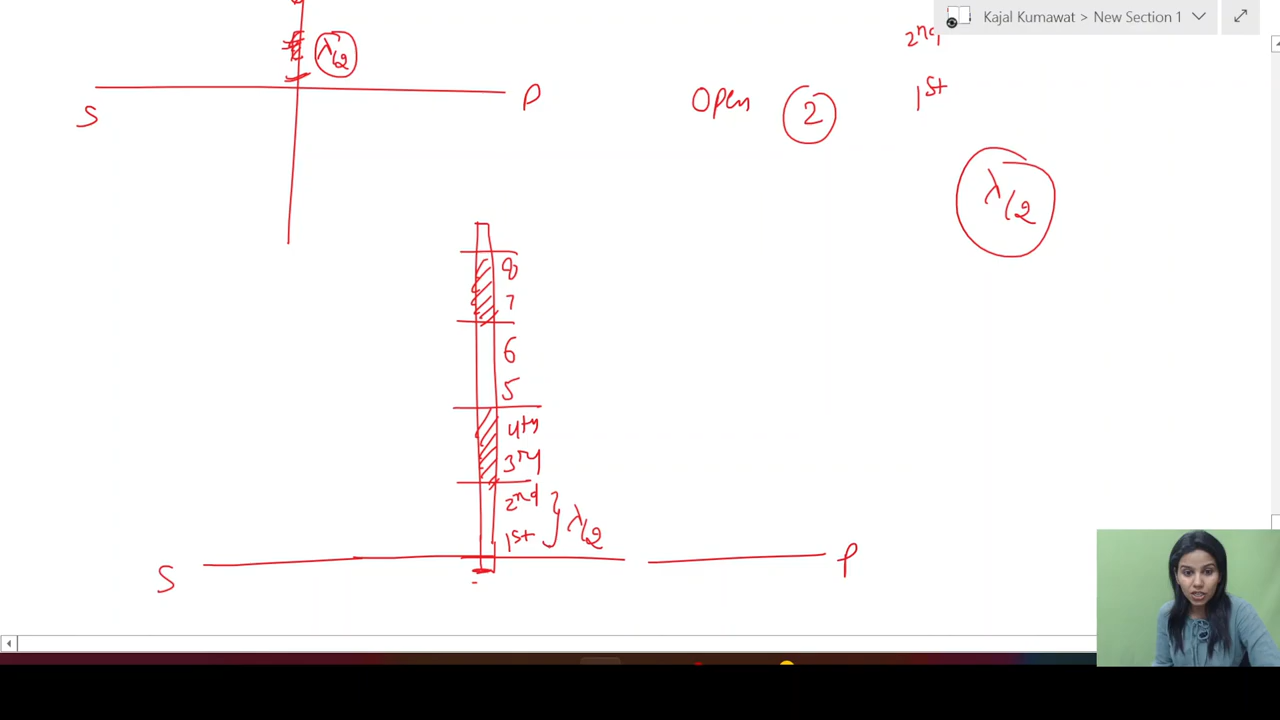 Kajal Kumawat > New Section 1
2nd
λ/2
1st
S
P
Open
2
λ/2
8
7
6
5
4th
3rd
2nd
1st
λ/2
S
P